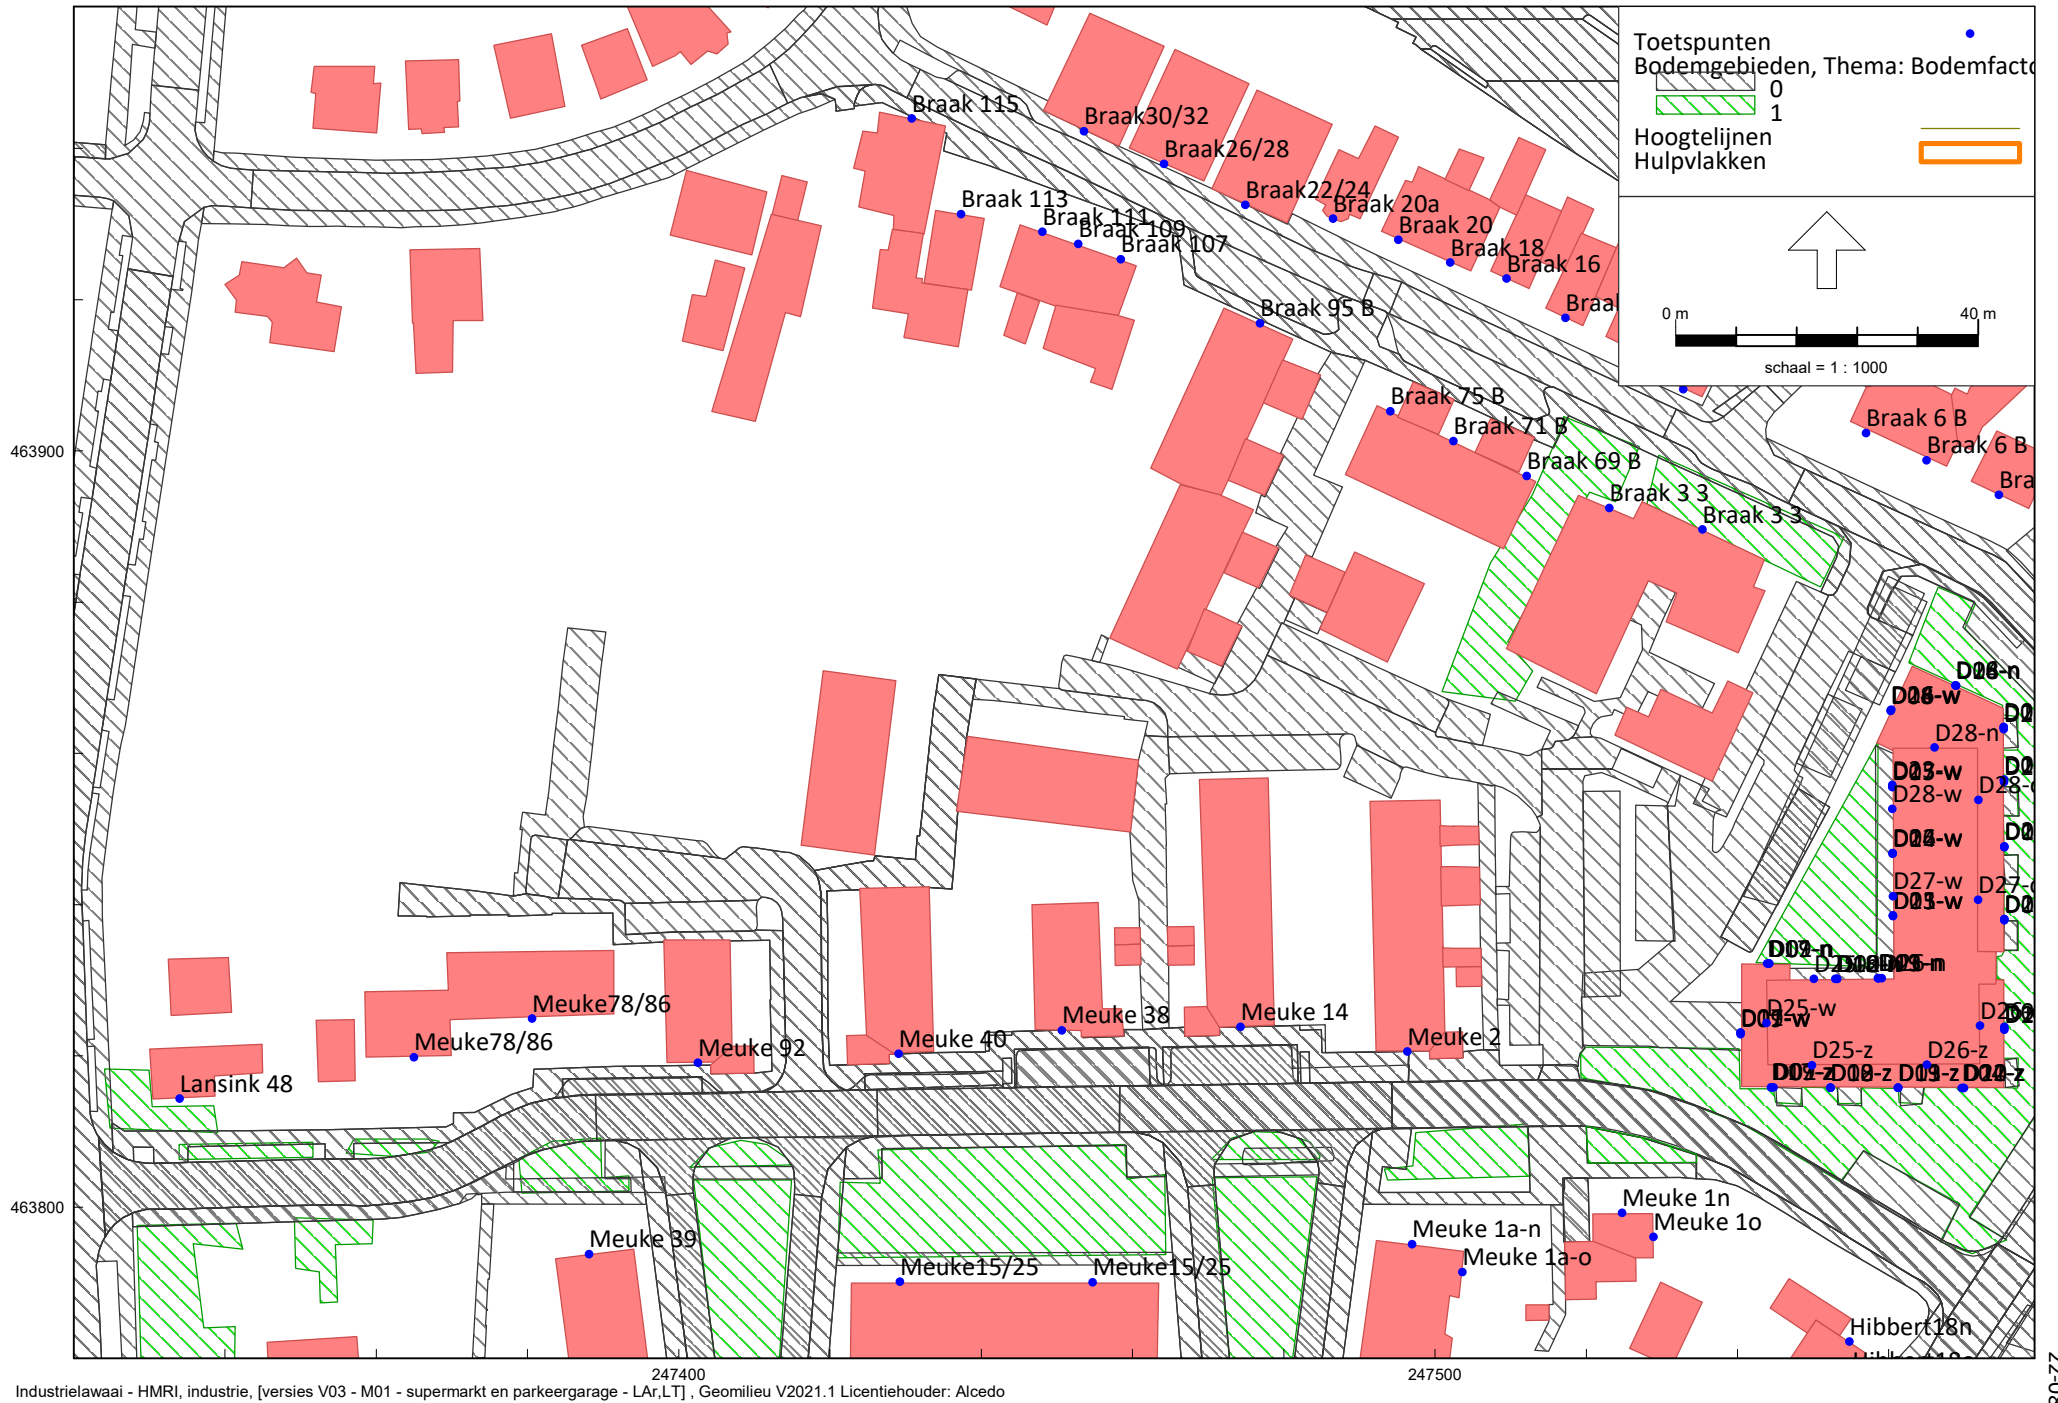 Toetspunten
Bodemgebieden, Thema: Bodemfacto
0
1
Hoogtelijnen
Hulpvlakken
0 m
40 m
schaal = 1 : 1000
Braak 115
Braak30/32
Braak26/28
Braak22/24
Braak 20a
Braak 20
Braak 18
Braak 16
Braak 113
Braak 111
Braak 109
Braak 107
Braak 95 B
Braak 75 B
Braak 71 B
Braak 69 B
Braak 3 3
Braak 3 3
Braak 6 B
Braak 6 B
Bra
463900
D28-n
D28-w
D27-w
D25-w
D25-z
D26-z
Meuke78/86
Meuke78/86
Meuke 92
Meuke 40
Meuke 38
Meuke 14
Meuke 2
Lansink 48
463800
Meuke 39
Meuke15/25
Meuke15/25
Meuke 1a-n
Meuke 1a-o
Meuke 1n
Meuke 1o
Hibbert18n
247400
247500
Industrielawaai - HMRI, industrie, [versies V03 - M01 - supermarkt en parkeergarage - LAr,LT] , Geomilieu V2021.1 Licentiehouder: Alcedo